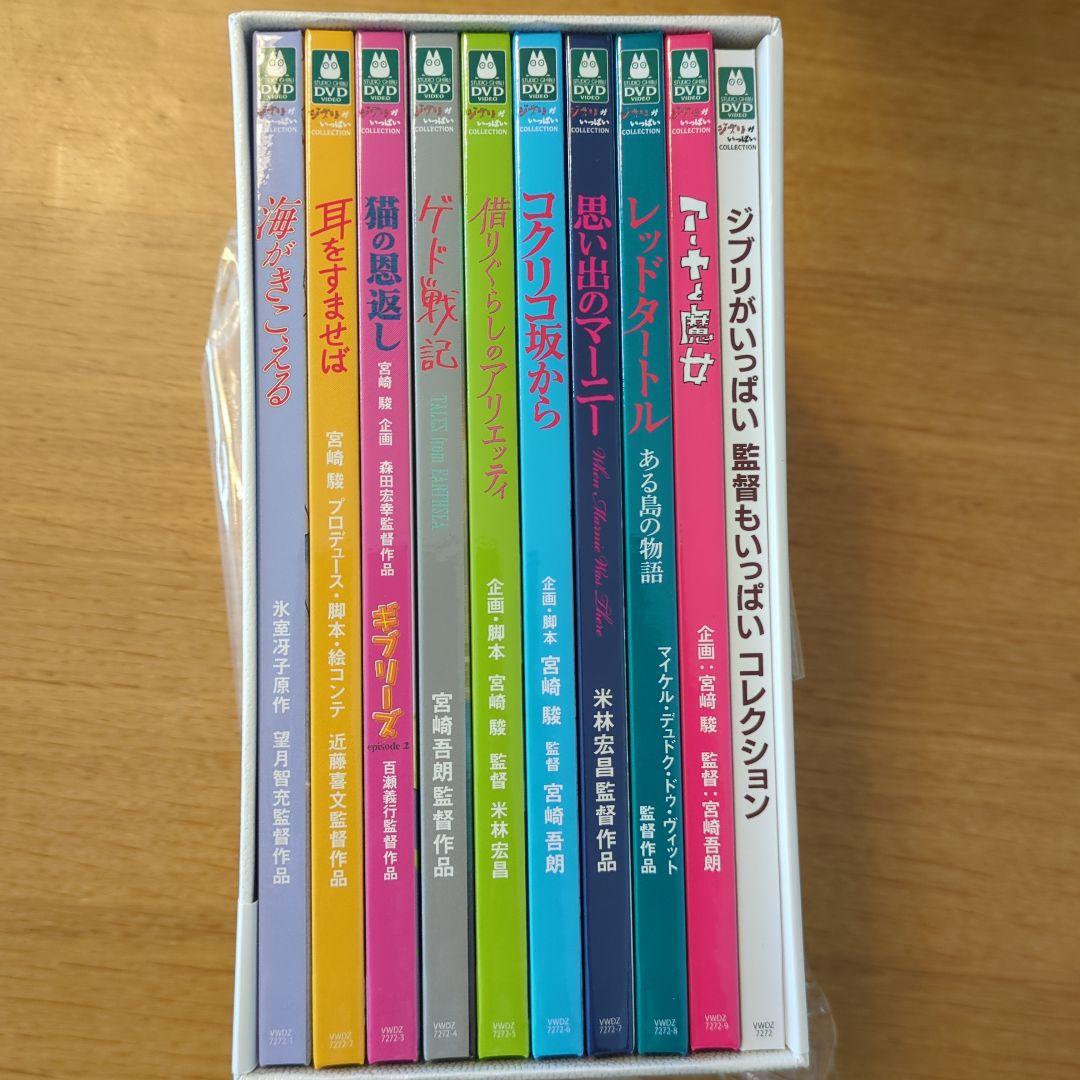 STUDIO GHIBLI
DVD
VIDEO
ジブリがいっぱい
COLLECTION
海がきこえる
氷室冴子原作 望月智充監督作品
VWDZ
7272-1
STUDIO GHIBLI
DVD
VIDEO
ジブリがいっぱい
COLLECTION
耳をすませば
宮崎 駿 プロデュース・脚本・絵コンテ 近藤喜文監督作品
VWDZ
7272-2
STUDIO GHIBLI
DVD
VIDEO
ジブリがいっぱい
COLLECTION
猫の恩返し
宮崎 駿 企画 森田宏幸監督作品
ギブリーズ
episode 2
百瀬義行監督作品
VWDZ
7272-3
STUDIO GHIBLI
DVD
VIDEO
ジブリがいっぱい
COLLECTION
ゲド戦記
TALES from EARTHSEA
宮崎吾朗監督作品
VWDZ
7272-4
STUDIO GHIBLI
DVD
VIDEO
ジブリがいっぱい
COLLECTION
借りぐらしのアリエッティ
企画・脚本 宮崎 駿 監督 米林宏昌
VWDZ
7272-5
STUDIO GHIBLI
DVD
VIDEO
ジブリがいっぱい
COLLECTION
コクリコ坂から
企画・脚本 宮崎 駿 監督 宮崎吾朗
VWDZ
7272-6
STUDIO GHIBLI
DVD
VIDEO
ジブリがいっぱい
COLLECTION
思い出のマーニー
When Marnie Was There
米林宏昌監督作品
VWDZ
7272-7
STUDIO GHIBLI
DVD
VIDEO
ジブリがいっぱい
COLLECTION
レッドタートル
ある島の物語
マイケル・デュドク・ドゥ・ヴィット
監督作品
VWDZ
7272-8
STUDIO GHIBLI
DVD
VIDEO
ジブリがいっぱい
COLLECTION
アーヤと魔女
企画:宮﨑 駿 監督:宮崎吾朗
VWDZ
7272-9
STUDIO GHIBLI
DVD
VIDEO
ジブリがいっぱい
COLLECTION
ジブリがいっぱい 監督もいっぱい コレクション
VWDZ
7272